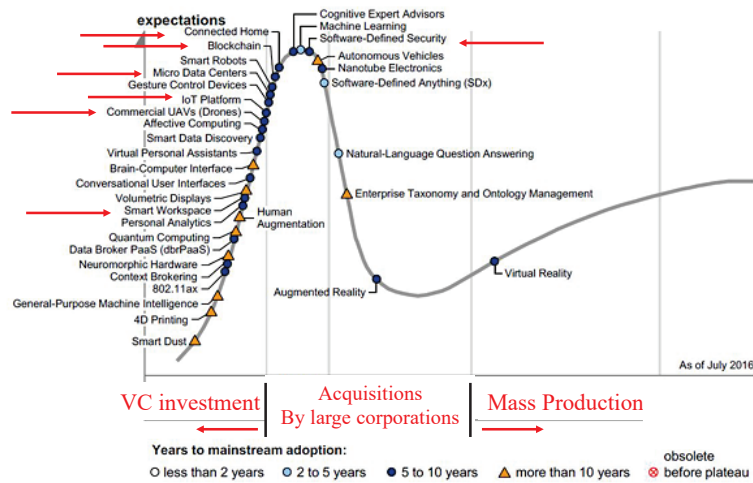 expectations
Connected Home
Blockchain
Smart Robots
Micro Data Centers
Gesture Control Devices
IoT Platform
Commercial UAVs (Drones)
Affective Computing
Smart Data Discovery
Virtual Personal Assistants
Brain-Computer Interface
Conversational User Interfaces
Volumetric Displays
Smart Workspace
Personal Analytics
Quantum Computing
Data Broker PaaS (dbrPaaS)
Neuromorphic Hardware
Context Brokering
802.11ax
General-Purpose Machine Intelligence
4D Printing
Smart Dust
Human
Augmentation
Cognitive Expert Advisors
Machine Learning
Software-Defined Security
Autonomous Vehicles
Nanotube Electronics
Software-Defined Anything (SDx)
Natural-Language Question Answering
Enterprise Taxonomy and Ontology Management
Augmented Reality
Virtual Reality
As of July 2016
VC investment
Acquisitions
By large corporations
Mass Production
Years to mainstream adoption:
less than 2 years
2 to 5 years
5 to 10 years
more than 10 years
obsolete
before plateau